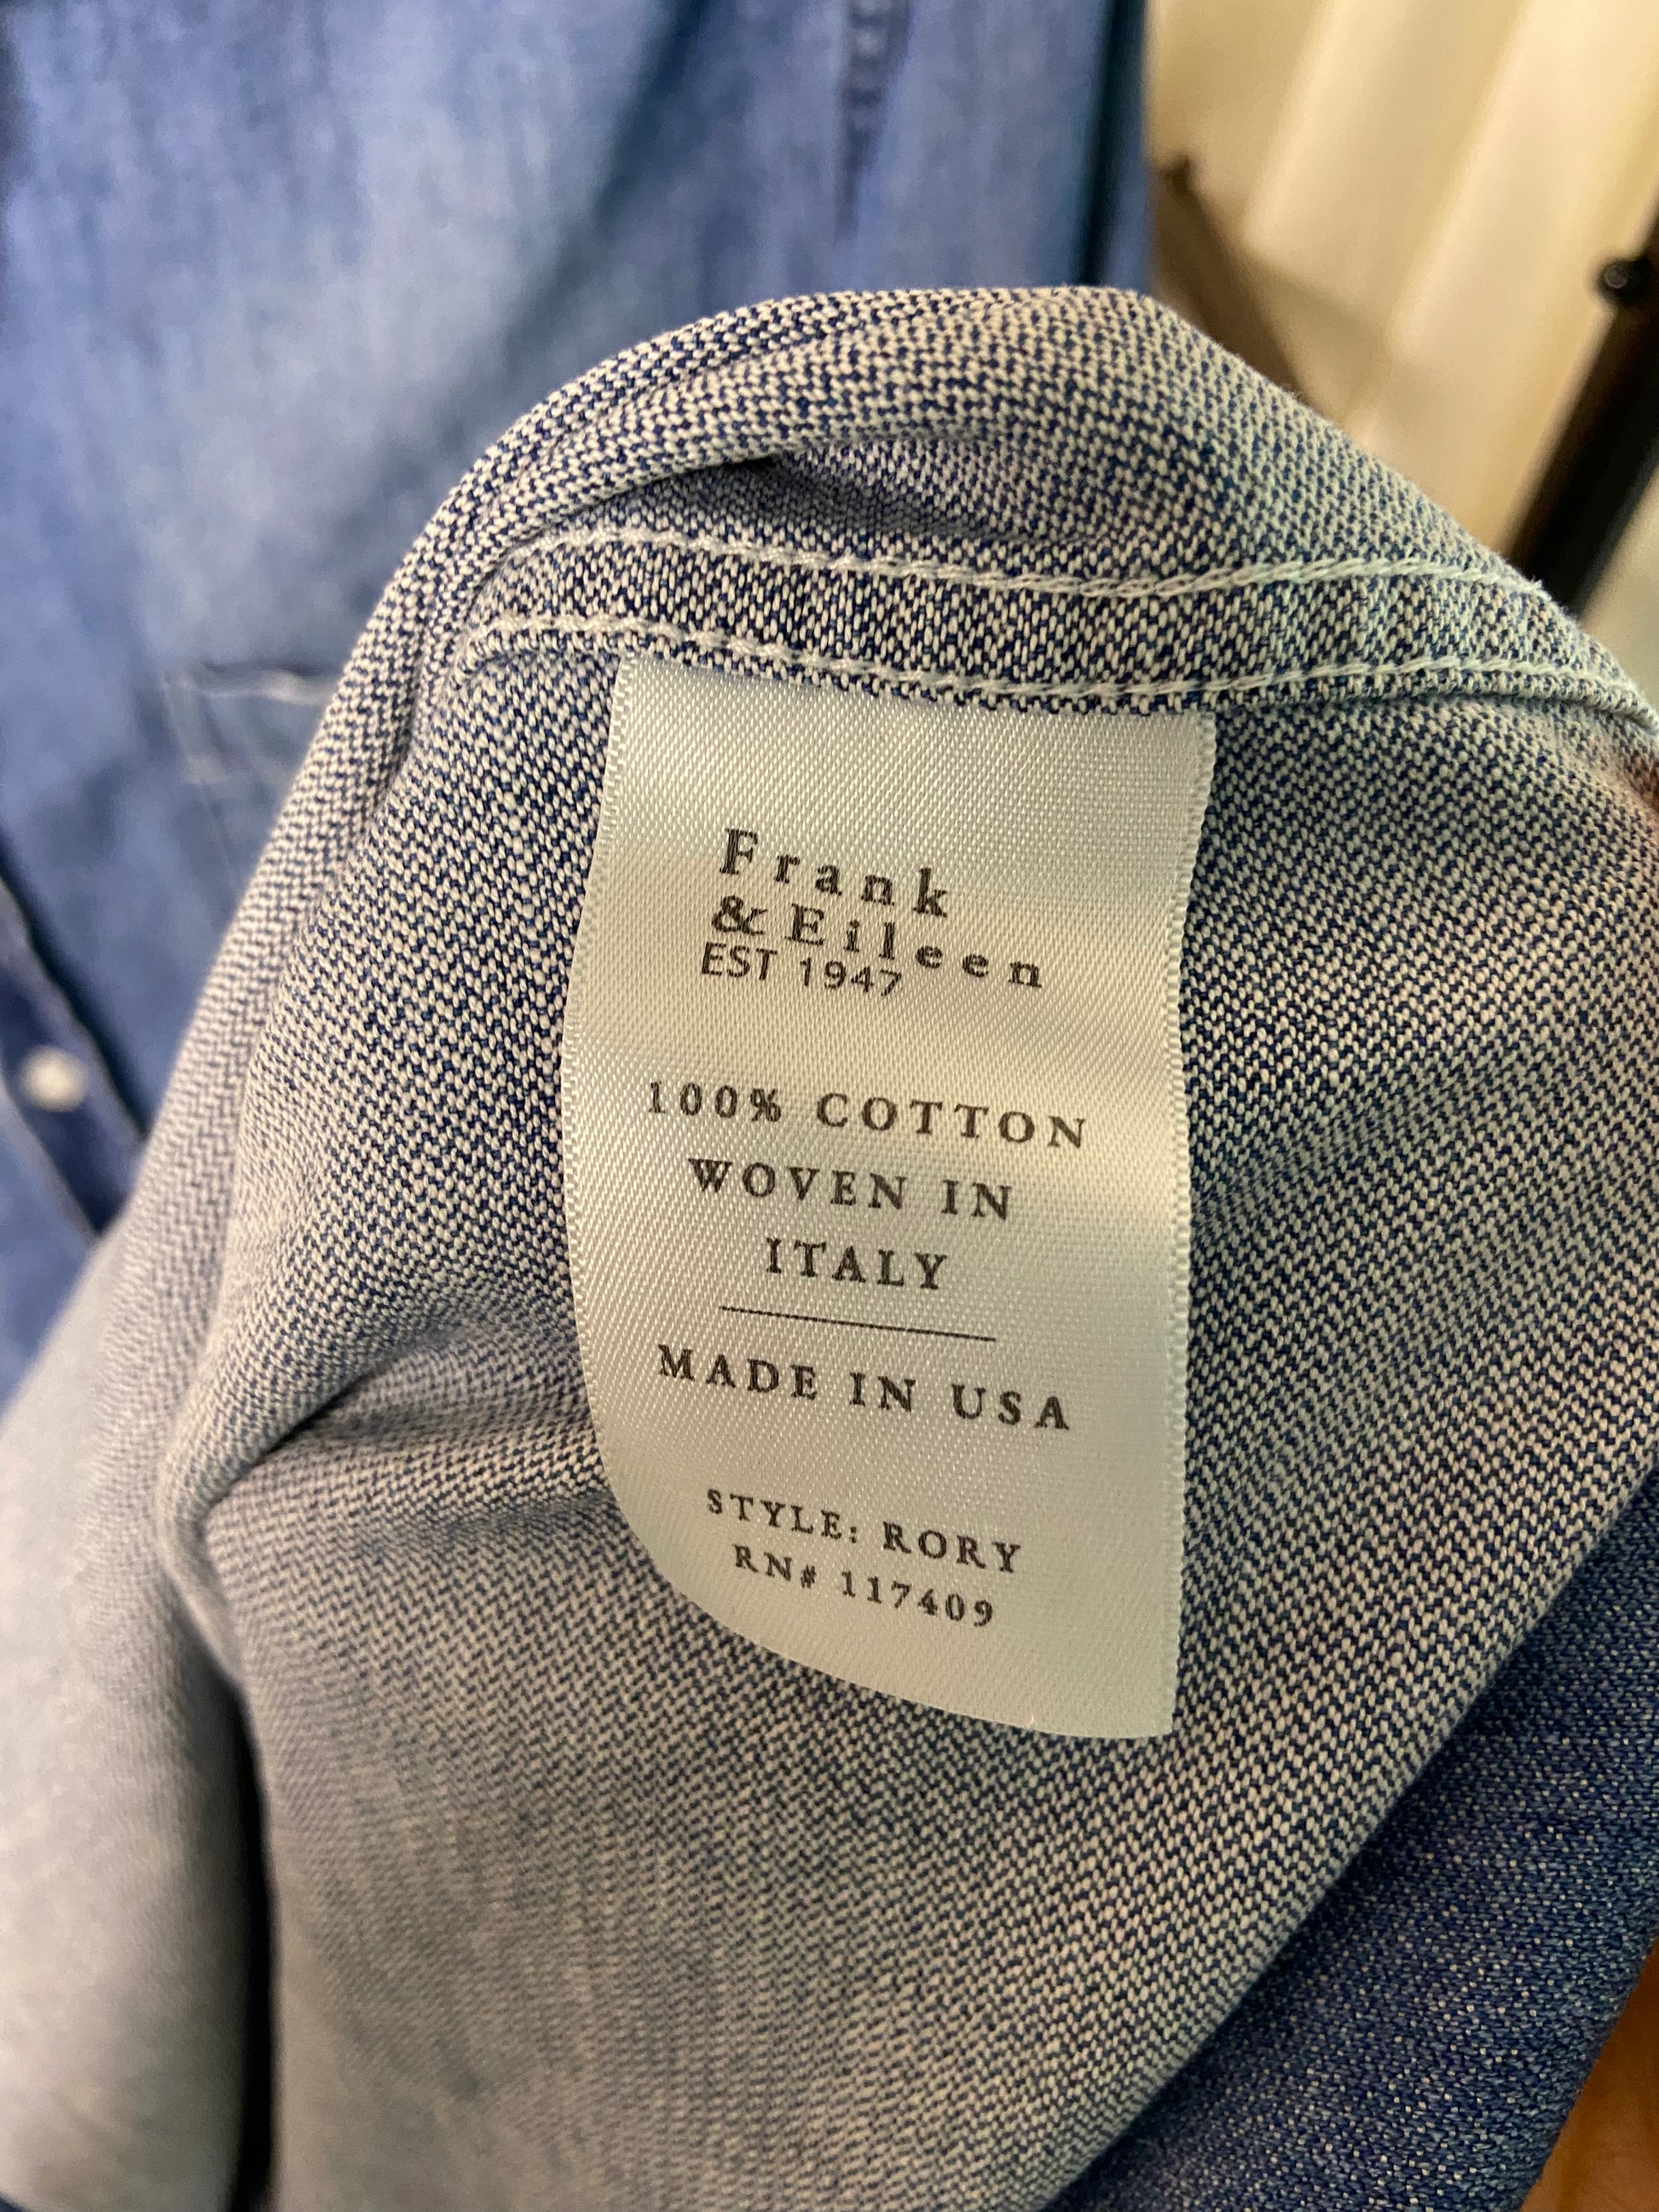 Frank
& Eileen
EST 1947
100% COTTON
WOVEN IN
ITALY
MADE IN USA
STYLE: RORY
RN# 117409